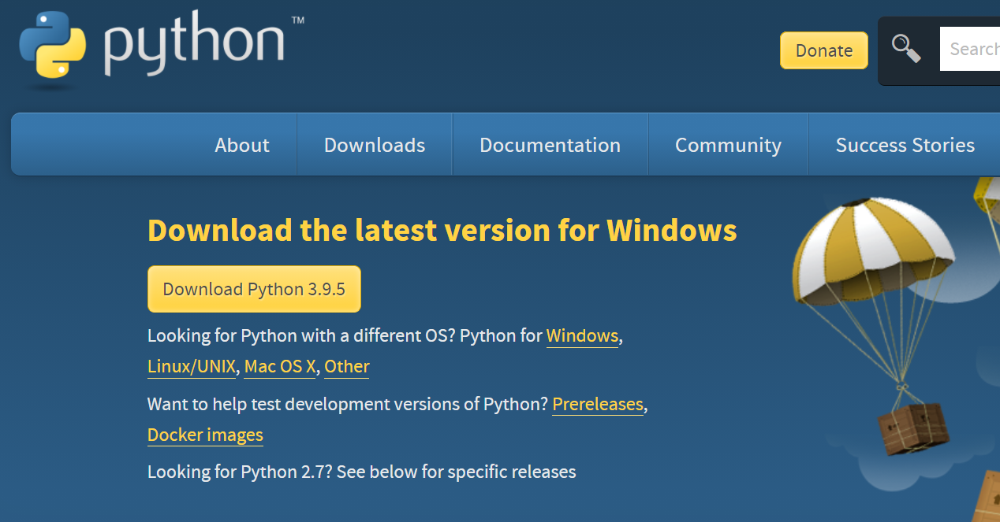 python™
Donate
Search
About Downloads Documentation Community Success Stories
Download the latest version for Windows
Download Python 3.9.5
Looking for Python with a different OS? Python for Windows,
Linux/UNIX, Mac OS X, Other
Want to help test development versions of Python? Prereleases,
Docker images
Looking for Python 2.7? See below for specific releases